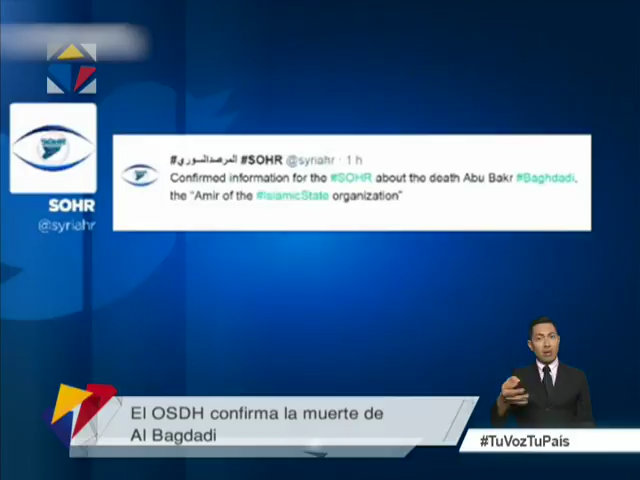 SOHR
@syriahr
#المرصدالسوري #SOHR @syriahr · 1 h
Confirmed information for the #SOHR about the death Abu Bakr #Baghdadi,
the "Amir of the #IslamicState organization"
El OSDH confirma la muerte de
Al Bagdadi
#TuVozTuPaís